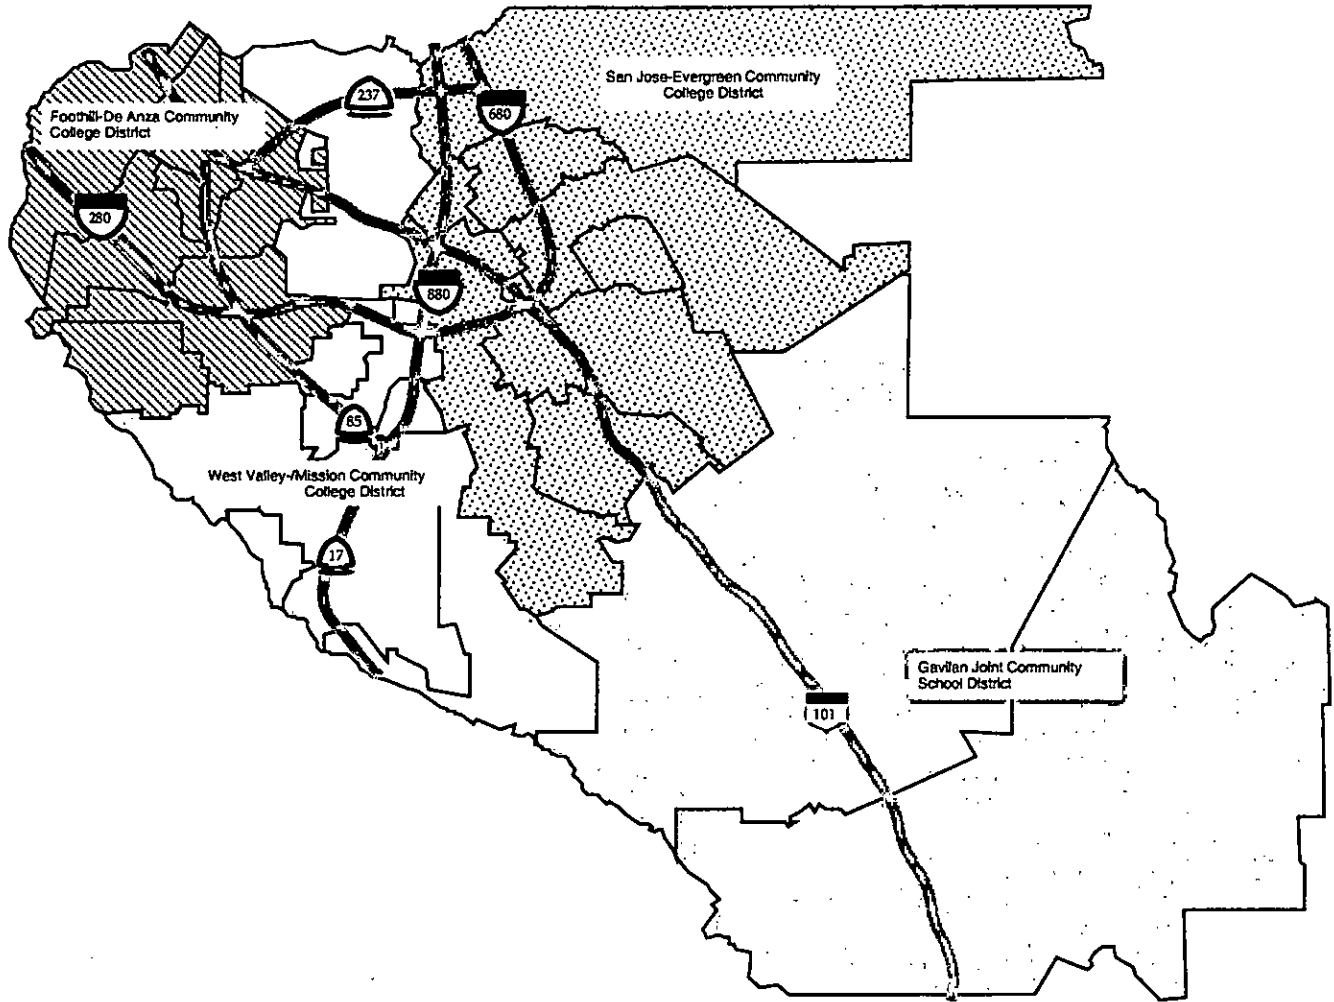 San Jose-Evergreen Community
College District
237
680
Foothill-De Anza Community
College District
280
880
85
West Valley-/Mission Community
College District
17
Gavilan Joint Community
School District
101